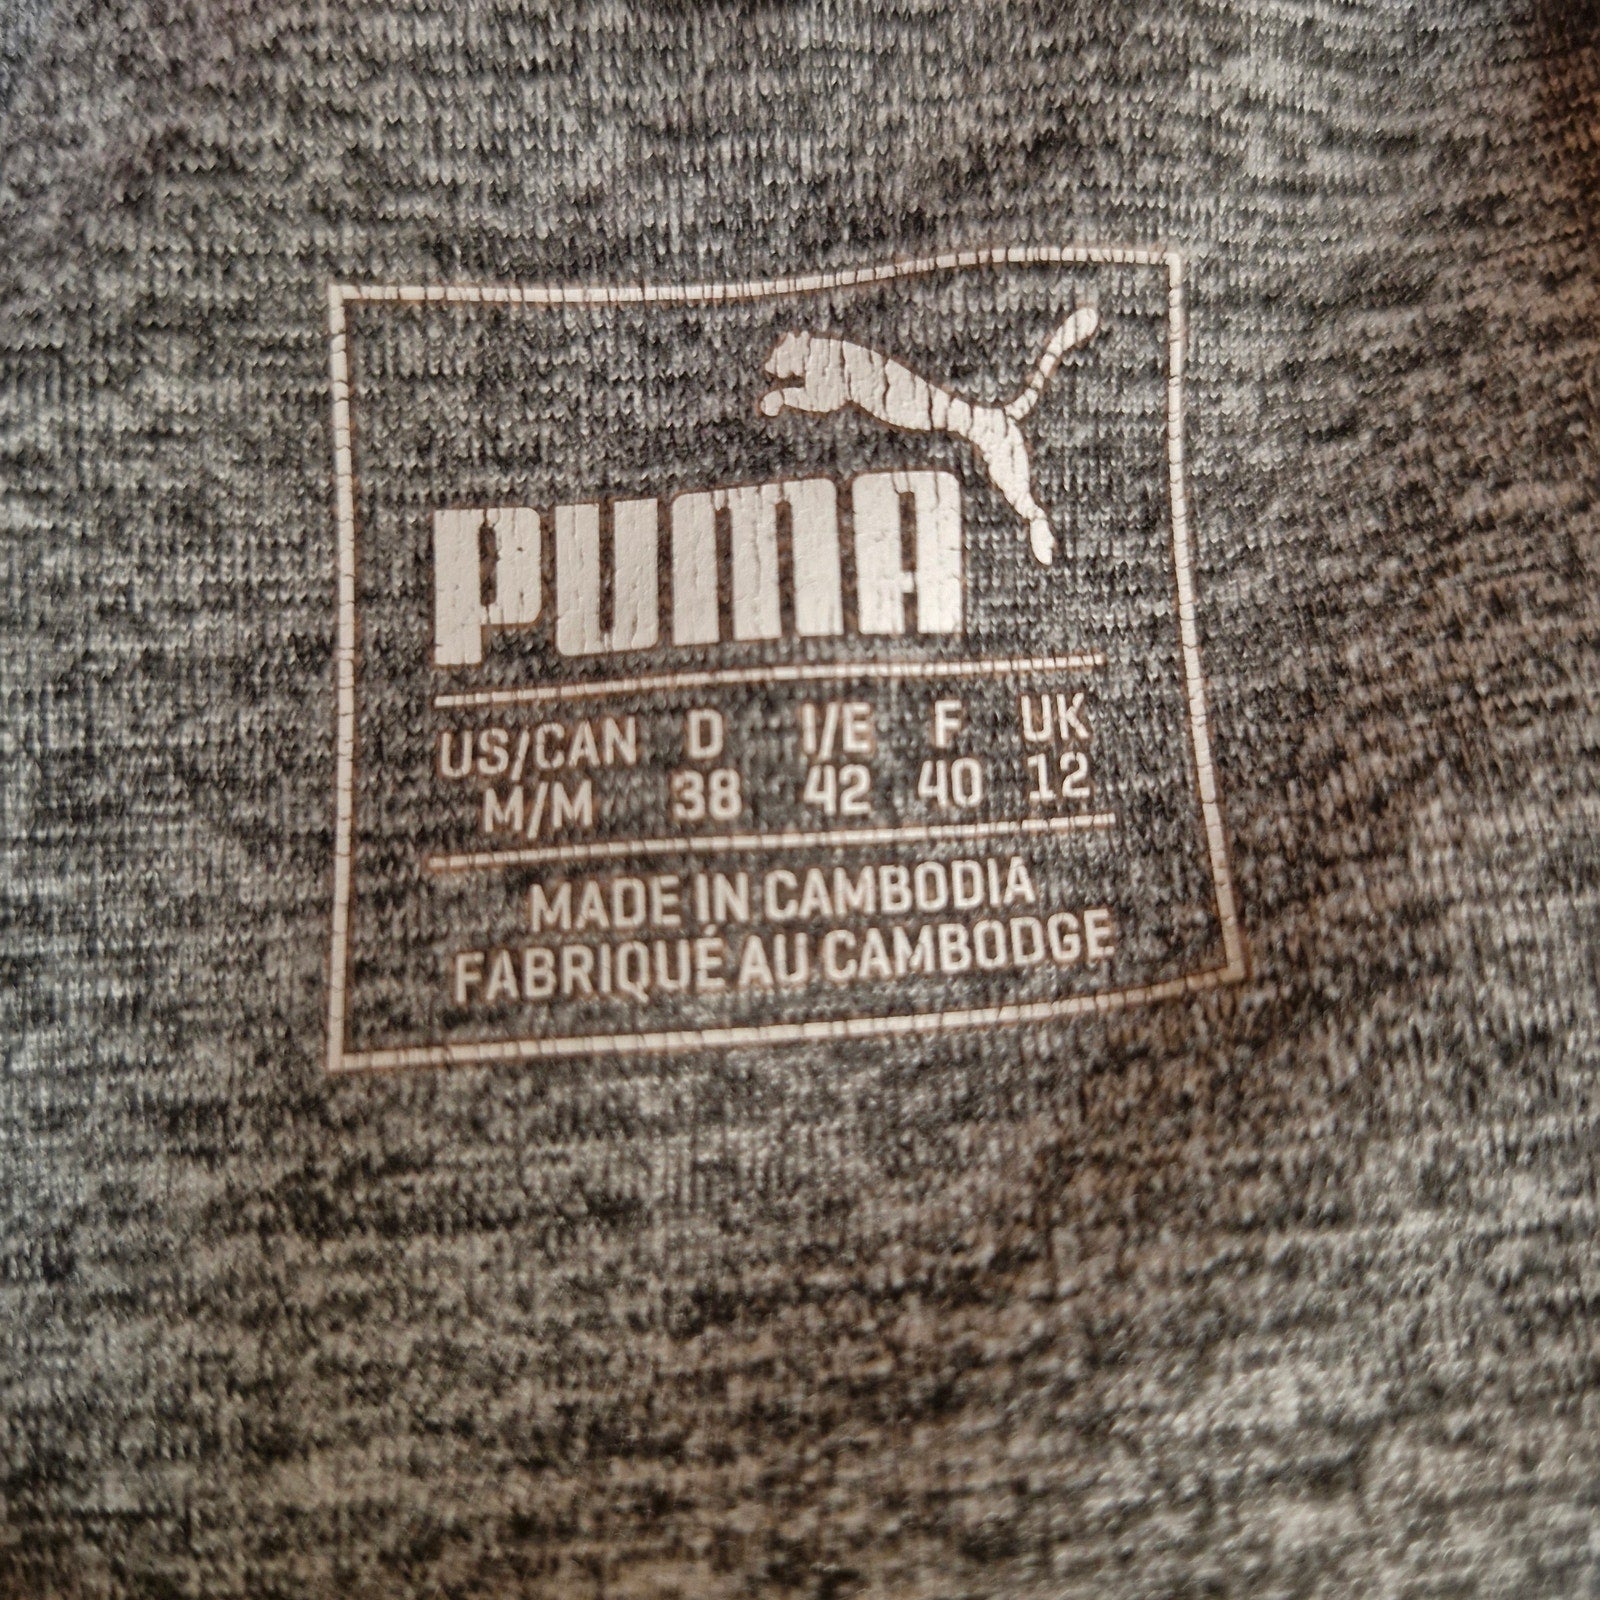 PUMA
US/CAN D I/E F UK
M/M 38 42 40 12
MADE IN CAMBODIA
FABRIQUÉ AU CAMBODGE